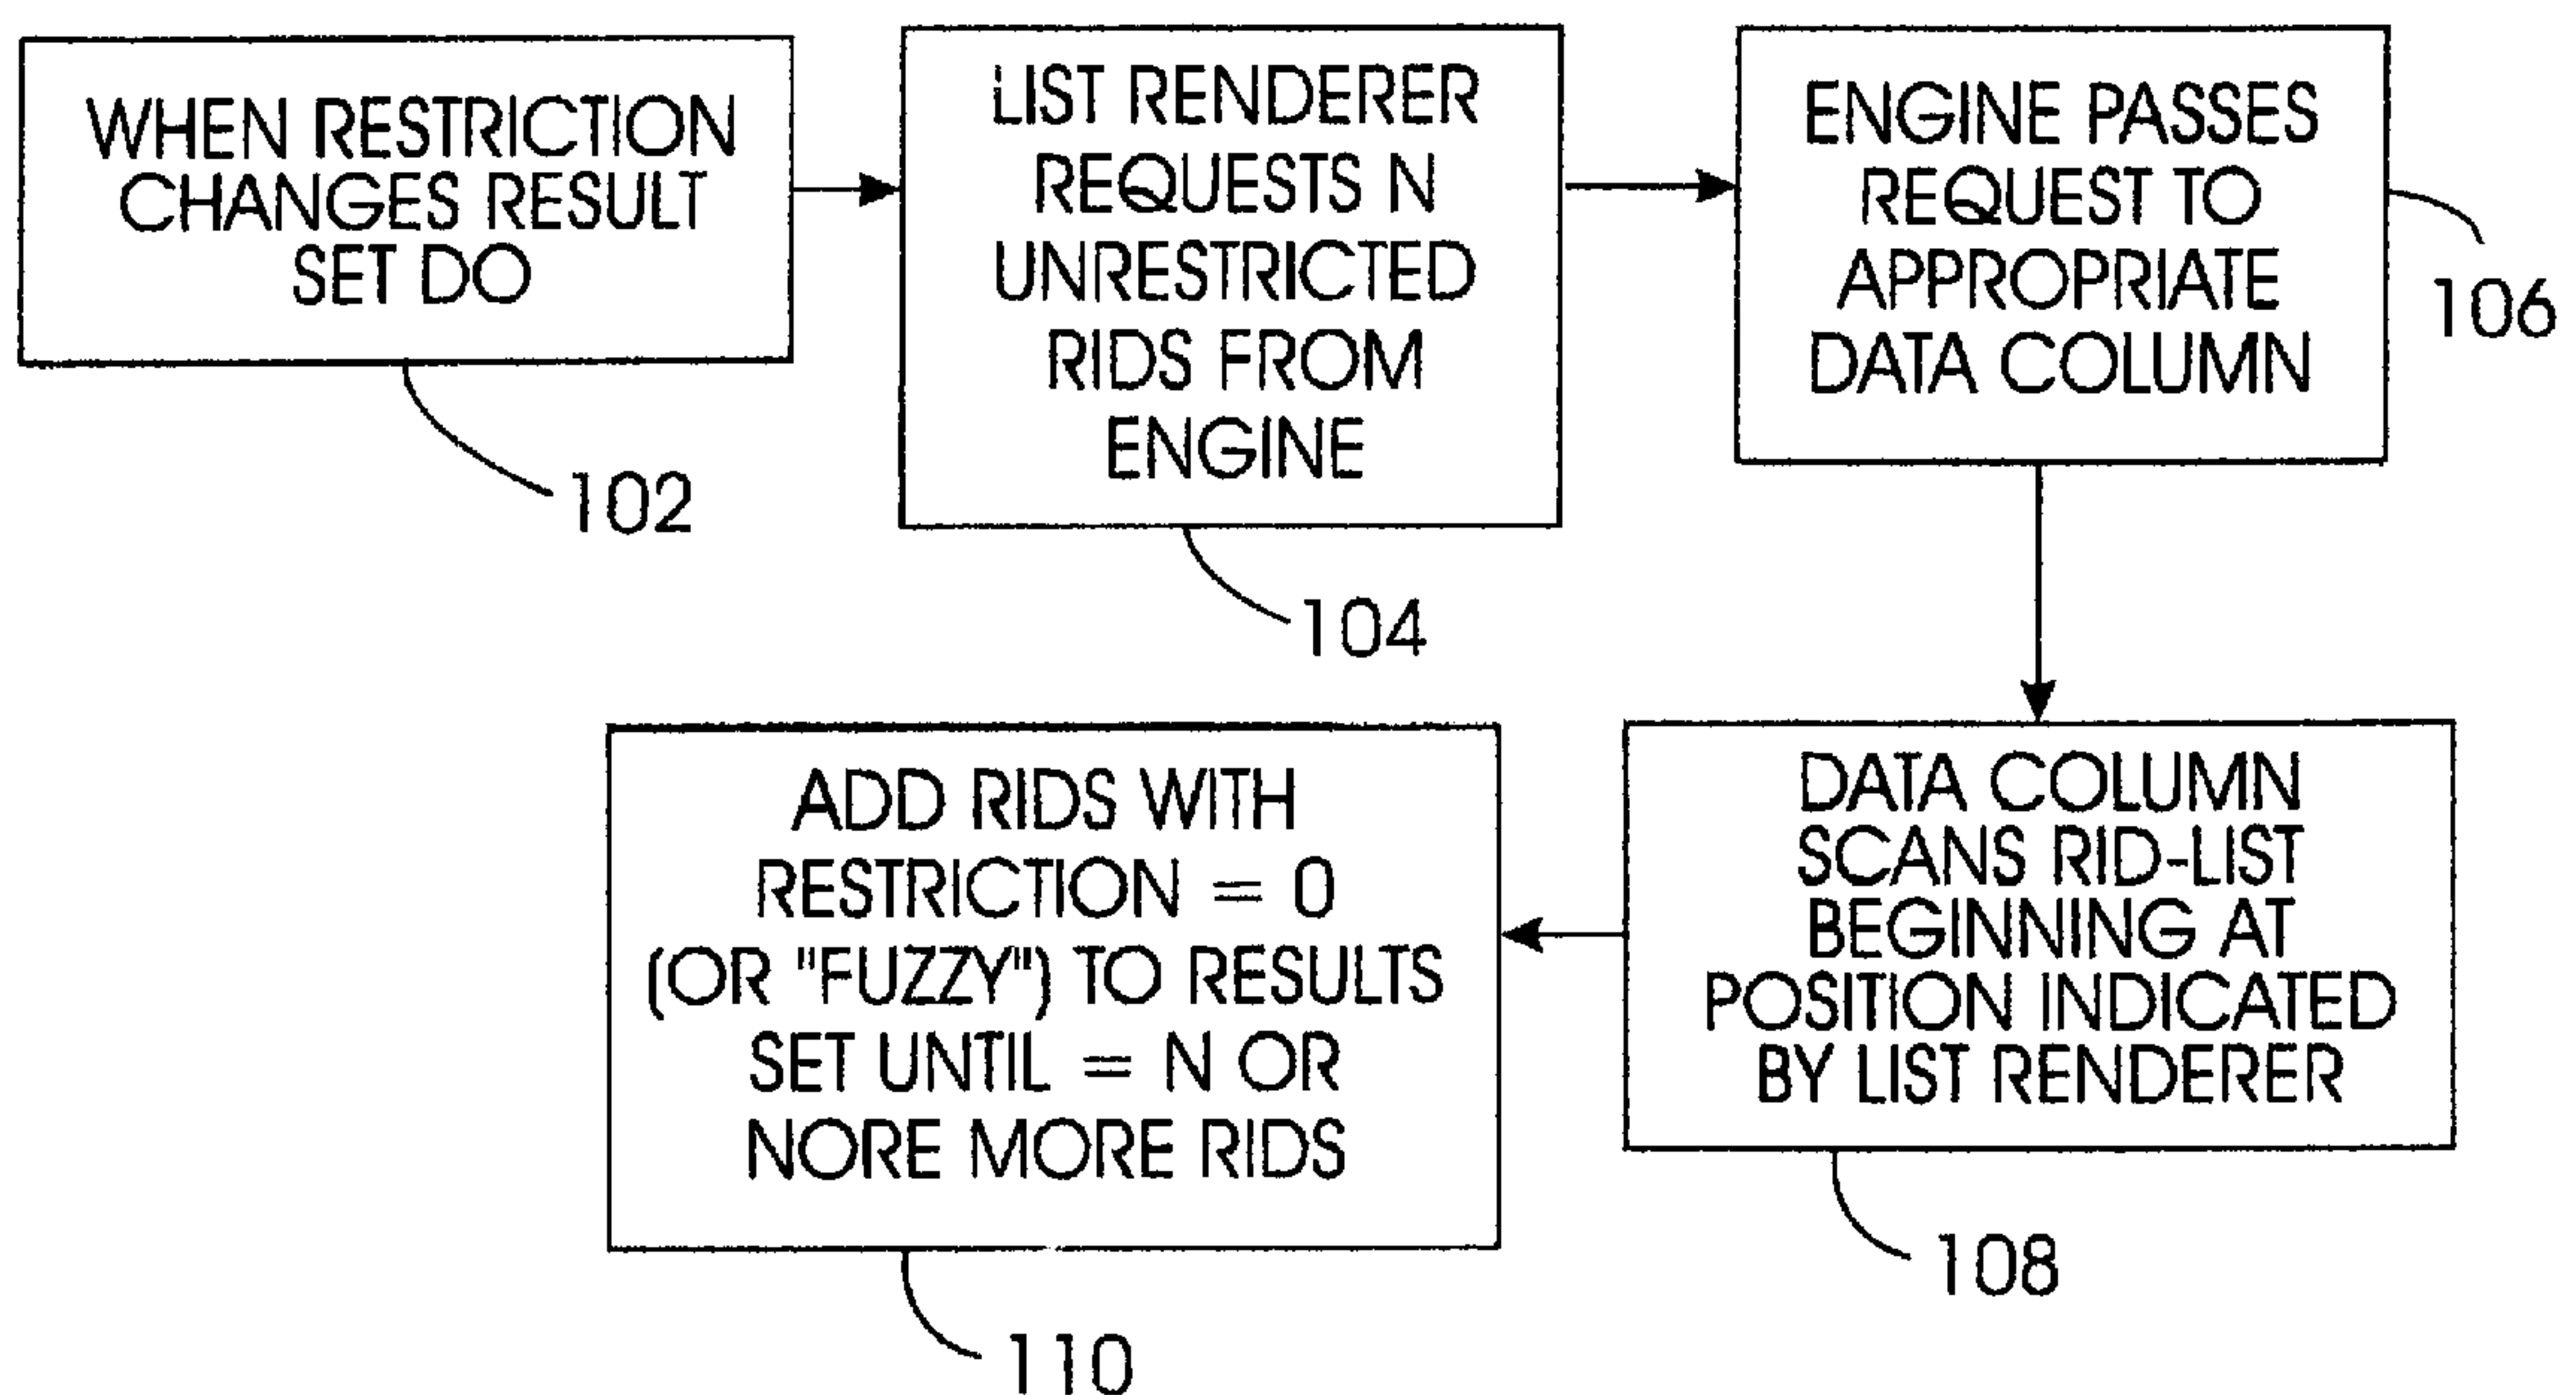 WHEN RESTRICTION
CHANGES RESULT
SET DO
102
LIST RENDERER
REQUESTS N
UNRESTRICTED
RIDS FROM
ENGINE
104
ENGINE PASSES
REQUEST TO
APPROPRIATE
DATA COLUMN
106
DATA COLUMN
SCANS RID-LIST
BEGINNING AT
POSITION INDICATED
BY LIST RENDERER
108
ADD RIDS WITH
RESTRICTION = 0
(OR "FUZZY") TO RESULTS
SET UNTIL = N OR
NORE MORE RIDS
110